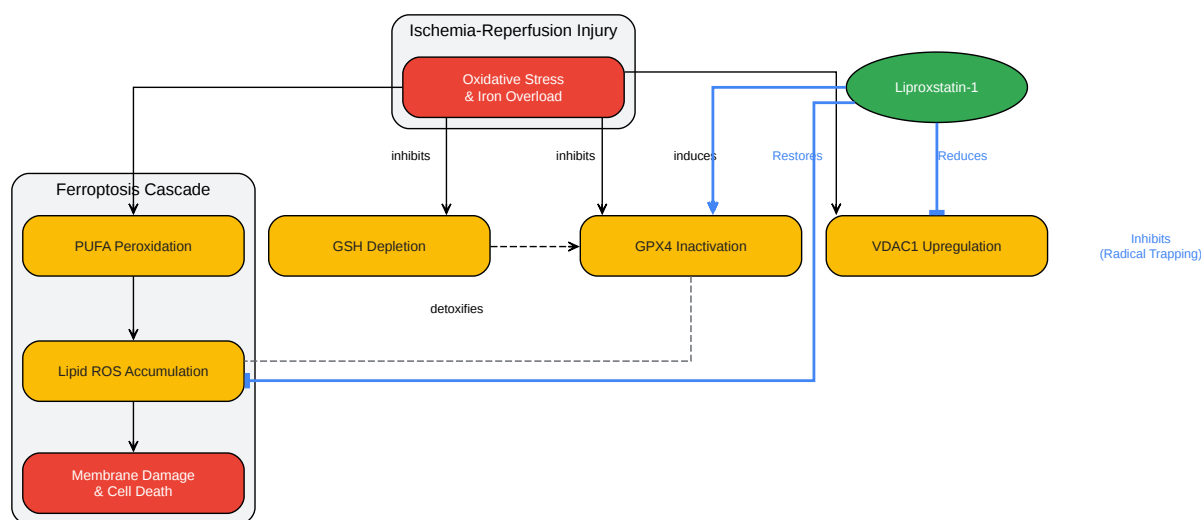 Ischemia-Reperfusion Injury
Oxidative Stress
& Iron Overload
Liproxstatin-1
inhibits
inhibits
induces
Restores
Reduces
Ferroptosis Cascade
PUFA Peroxidation
GSH Depletion
GPX4 Inactivation
VDAC1 Upregulation
Inhibits
(Radical Trapping)
detoxifies
Lipid ROS Accumulation
Membrane Damage
& Cell Death